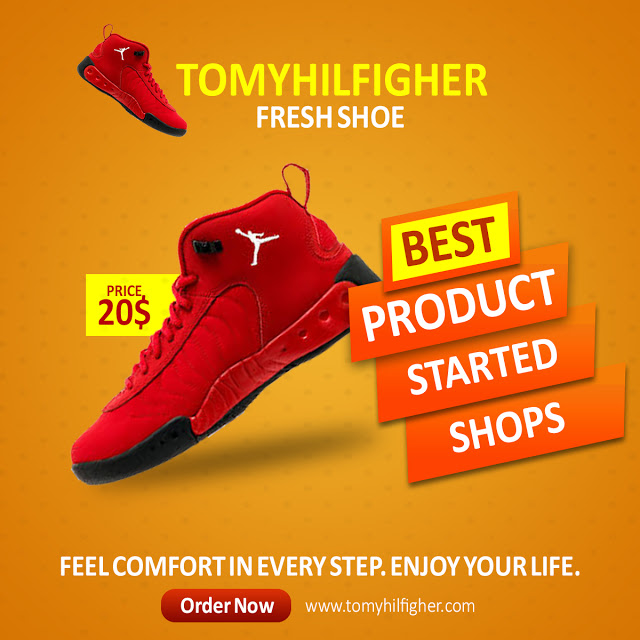 TOMYHILFIGHER
FRESH SHOE
PRICE,
20$
BEST
PRODUCT
STARTED
SHOPS
FEEL COMFORT IN EVERY STEP. ENJOY YOUR LIFE.
Order Now
www.tomyhilfigher.com